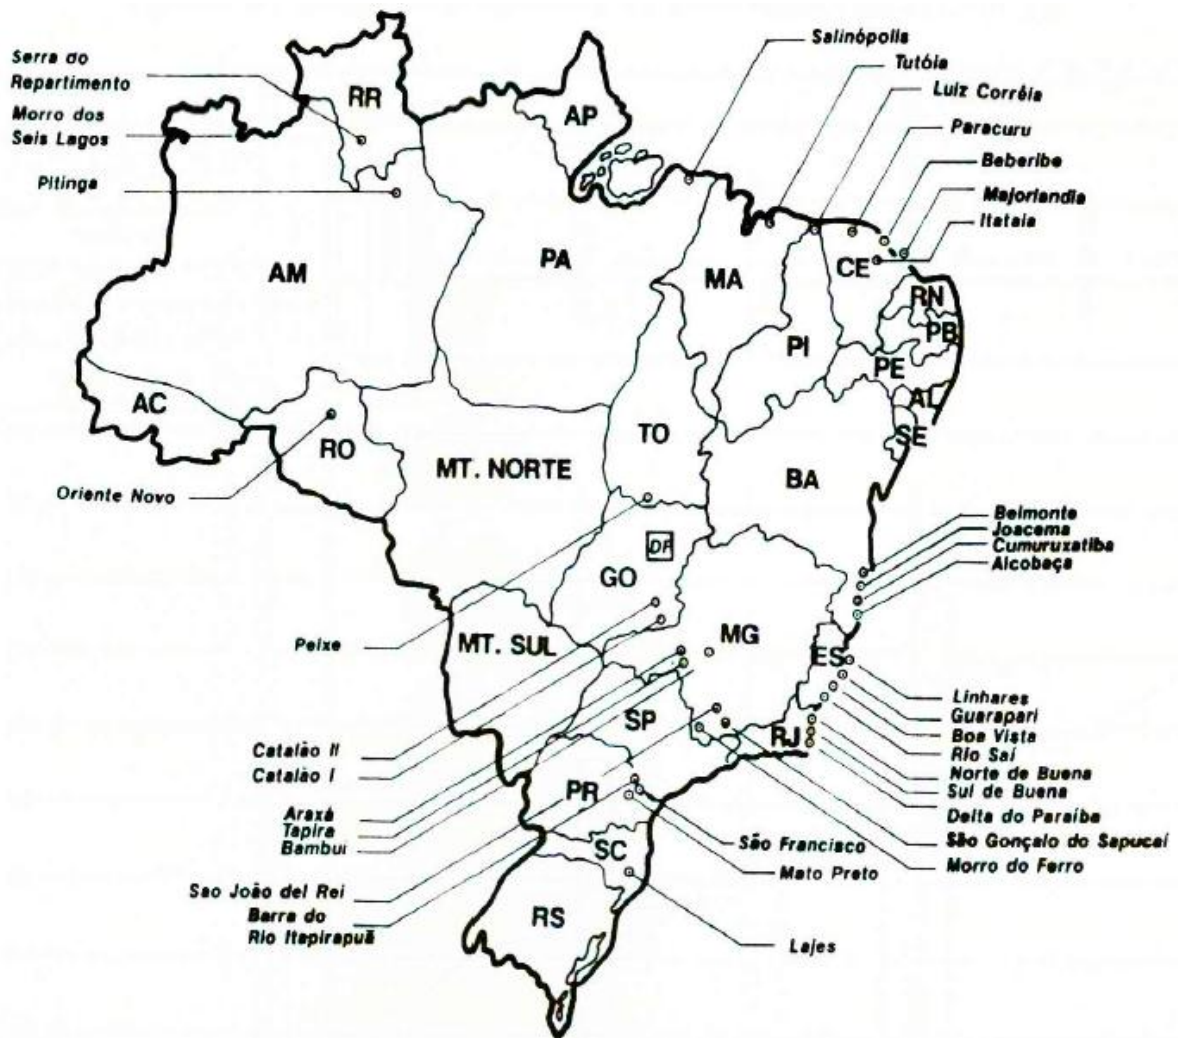 Serra do
Repartimento
Morro dos
Seis Lagos
Pitinga
Salinópolis
Tutóia
Luiz Corrêia
Paracuru
Beberibe
Majorlandia
Itataia
RR
AP
AM
PA
MA
CE
RN
PB
PI
PE
AL
SE
AC
RO
TO
MT. NORTE
BA
Oriente Novo
Belmonte
Joacema
Cumuruxatiba
Alcobaça
DF
GO
Peixe
MT. SUL
MG
ES
Linhares
Guarapari
Boa Vista
Rio Saí
Norte de Buena
Sul de Buena
Delta do Paraíba
São Gonçalo do Sapucaí
Morro do Ferro
SP
RJ
Catalão II
Catalão I
Araxá
Tapira
Bambui
PR
São Francisco
Mato Preto
SC
Sao João del Rei
Barra do
Rio Itapirapuã
RS
Lajes